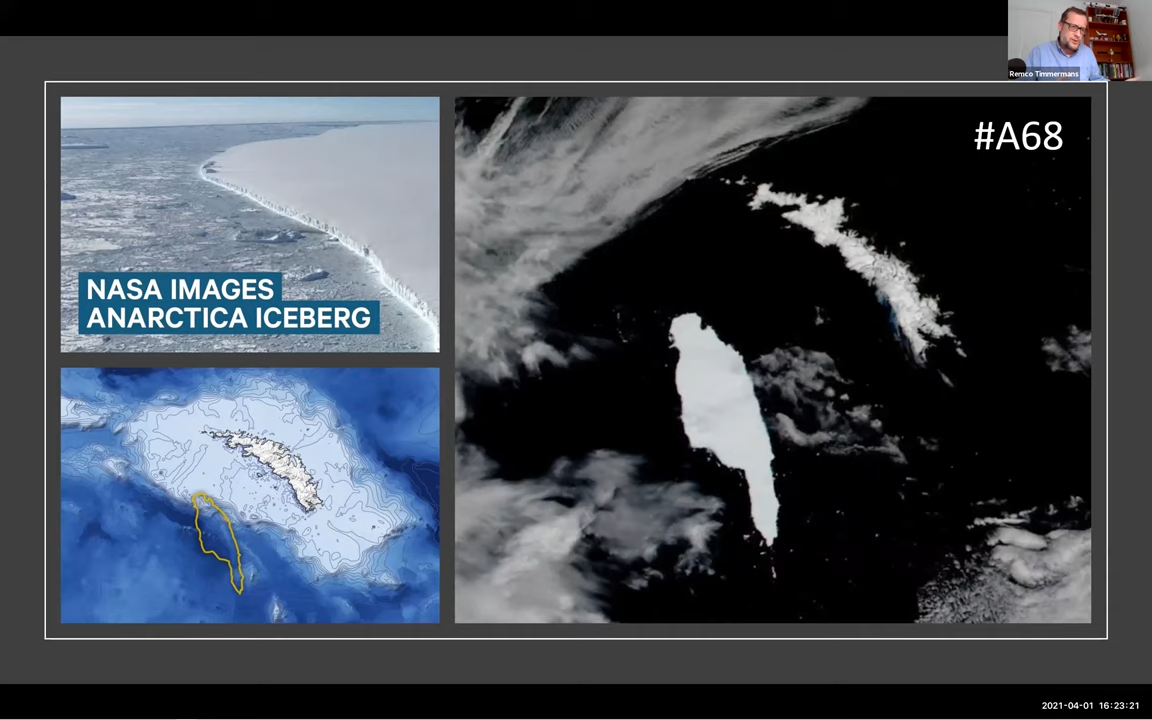 Remco Timmermans
#A68
NASA IMAGES
ANARCTICA ICEBERG
2021-04-01 16:23:21